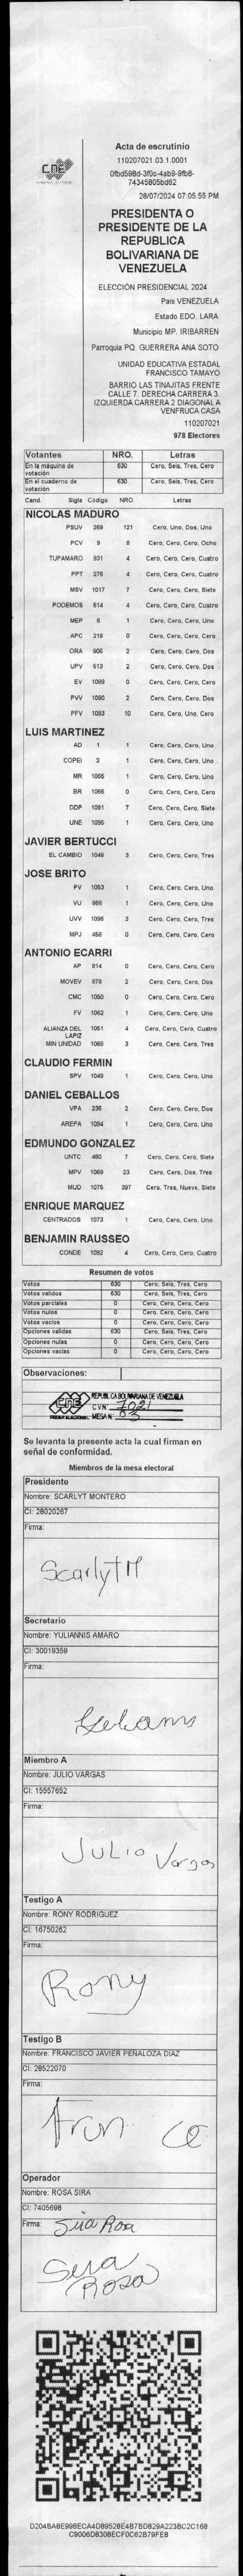 CNE
Acta de escrutinio
110207021.03.1.0001
0fbd598d-3f0c-4ab9-9fb8-
74345805bd62
28/07/2024 07:05:55 PM
PRESIDENTA O
PRESIDENTE DE LA
REPUBLICA
BOLIVARIANA DE
VENEZUELA
ELECCIÓN PRESIDENCIAL 2024
Pais VENEZUELA
Estado EDO. LARA
Municipio MP. IRIBARREN
Parroquia PQ. GUERRERA ANA SOTO
UNIDAD EDUCATIVA ESTADAL
FRANCISCO TAMAYO
BARRIO LAS TINAJITAS FRENTE
CALLE 7. DERECHA CARRERA 3.
IZQUIERDA CARRERA 2 DIAGONAL A
VENFRUCA CASA
110207021
978 Electores
Votantes NRO. Letras
En la máquina de votación 630 Cero, Seis, Tres, Cero
En el cuaderno de votación 630 Cero, Seis, Tres, Cero
Cand. Sigla Código NRO. Letras
NICOLAS MADURO
PSUV 269 121 Cero, Uno, Dos, Uno
PCV 9 8 Cero, Cero, Cero, Ocho
TUPAMARO 931 4 Cero, Cero, Cero, Cuatro
PPT 276 4 Cero, Cero, Cero, Cuatro
MSV 1017 7 Cero, Cero, Cero, Siete
PODEMOS 514 4 Cero, Cero, Cero, Cuatro
MEP 6 1 Cero, Cero, Cero, Uno
APC 219 0 Cero, Cero, Cero, Cero
ORA 906 2 Cero, Cero, Cero, Dos
UPV 513 2 Cero, Cero, Cero, Dos
EV 1089 0 Cero, Cero, Cero, Cero
PVV 1090 2 Cero, Cero, Cero, Dos
PFV 1093 10 Cero, Cero, Uno, Cero
LUIS MARTINEZ
AD 1 1 Cero, Cero, Cero, Uno
COPEI 2 1 Cero, Cero, Cero, Uno
MR 1065 1 Cero, Cero, Cero, Uno
BR 1066 0 Cero, Cero, Cero, Cero
DDP 1091 7 Cero, Cero, Cero, Siete
UNE 1095 1 Cero, Cero, Cero, Uno
JAVIER BERTUCCI
EL CAMBIO 1048 3 Cero, Cero, Cero, Tres
JOSE BRITO
PV 1053 1 Cero, Cero, Cero, Uno
VU 868 1 Cero, Cero, Cero, Uno
UVV 1096 3 Cero, Cero, Cero, Tres
MPJ 458 0 Cero, Cero, Cero, Cero
ANTONIO ECARRI
AP 814 0 Cero, Cero, Cero, Cero
MOVEV 879 2 Cero, Cero, Cero, Dos
CMC 1050 0 Cero, Cero, Cero, Cero
FV 1062 1 Cero, Cero, Cero, Uno
ALIANZA DEL LAPIZ 1051 4 Cero, Cero, Cero, Cuatro
MIN UNIDAD 1069 3 Cero, Cero, Cero, Tres
CLAUDIO FERMIN
SPV 1049 1 Cero, Cero, Cero, Uno
DANIEL CEBALLOS
VPA 236 2 Cero, Cero, Cero, Dos
AREPA 1094 1 Cero, Cero, Cero, Uno
EDMUNDO GONZALEZ
UNTC 460 7 Cero, Cero, Cero, Siete
MPV 1069 23 Cero, Cero, Dos, Tres
MUD 1075 397 Cero, Tres, Nueve, Siete
ENRIQUE MARQUEZ
CENTRADOS 1073 1 Cero, Cero, Cero, Uno
BENJAMIN RAUSSEO
CONDE 1092 4 Cero, Cero, Cero, Cuatro
Resumen de votos
Votos 630 Cero, Seis, Tres, Cero
Votos validos 630 Cero, Seis, Tres, Cero
Votos parciales 0 Cero, Cero, Cero, Cero
Votos nulos 0 Cero, Cero, Cero, Cero
Votos vacios 0 Cero, Cero, Cero, Cero
Opciones validas 630 Cero, Seis, Tres, Cero
Opciones nulas 0 Cero, Cero, Cero, Cero
Opciones vacias 0 Cero, Cero, Cero, Cero
Observaciones:
CNE
PODER ELECTORAL
REPÚBLICA BOLIVARIANA DE VENEZUELA
C.V N° 7021
MESA N° 03
Se levanta la presente acta la cual firman en
señal de conformidad.
Miembros de la mesa electoral
Presidente
Nombre: SCARLYT MONTERO
CI: 28020267
Firma:
ScarlytM
Secretario
Nombre: YULIANNIS AMARO
CI: 30019359
Firma:
Miembro A
Nombre: JULIO VARGAS
CI: 15557652
Firma:
JULIO Vargas
Testigo A
Nombre: RONY RODRIGUEZ
CI: 16750262
Firma:
Rony
Testigo B
Nombre: FRANCISCO JAVIER PEÑALOZA DIAZ
CI: 28522070
Firma:
Fran
Operador
Nombre: ROSA SIRA
CI: 7405698
Firma: Sira Rosa
Sira
Rosa
D204BA8E998ECA4D89528E4B7BD829A223BC2C168
C9006D8308ECF0C62B79FE8